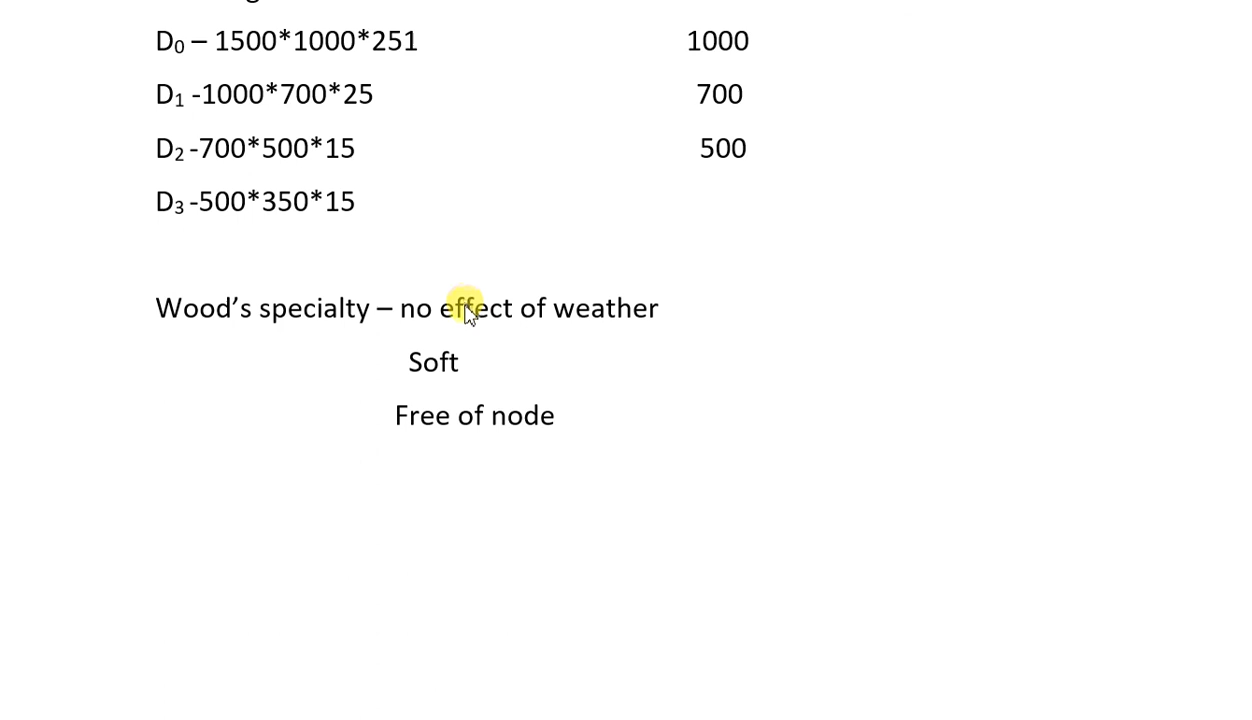 D₀ – 1500*1000*251 1000
D₁ -1000*700*25 700
D₂ -700*500*15 500
D₃ -500*350*15
Wood’s specialty – no effect of weather
Soft
Free of node